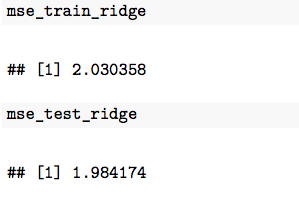 mse_train_ridge
## [1] 2.030358
mse_test_ridge
## [1] 1.984174